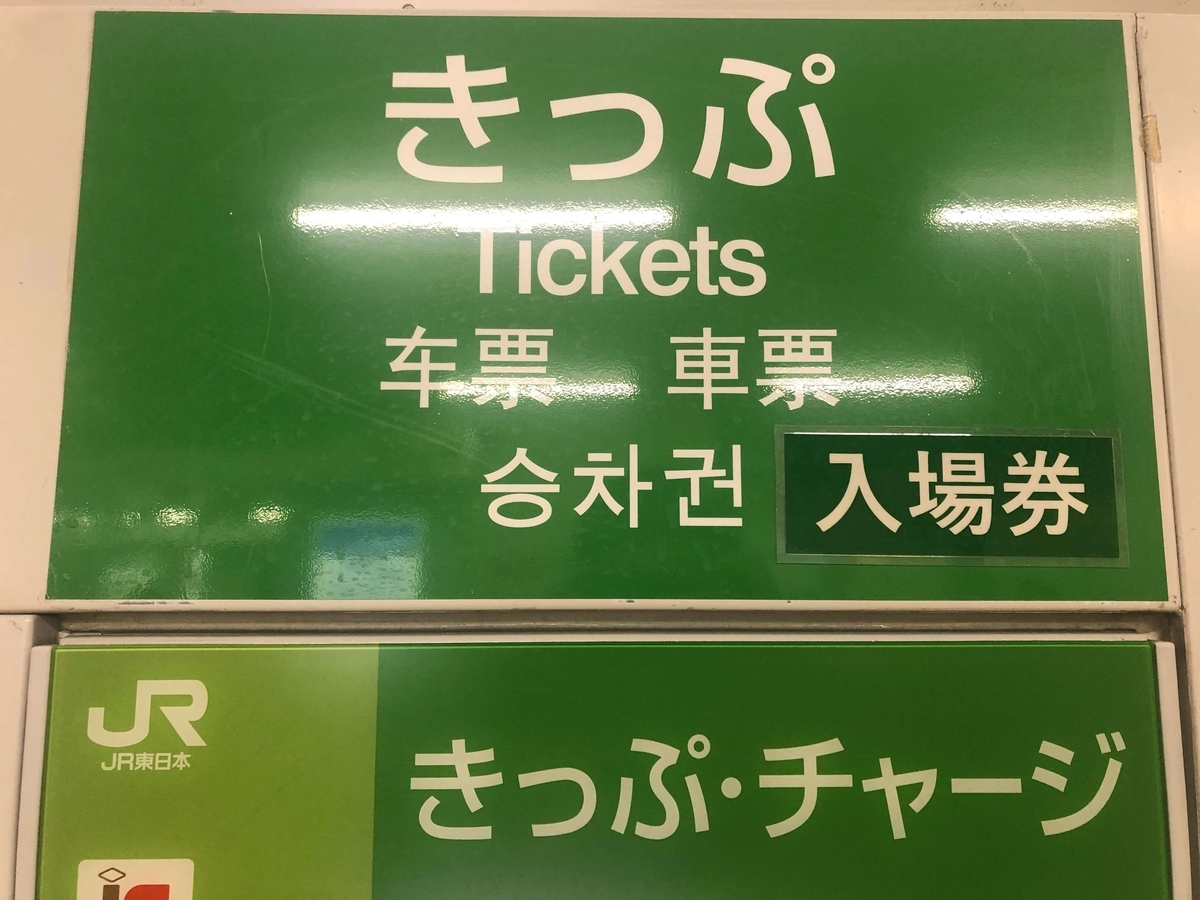 きっぷ
Tickets
车票 車票
승차권 入場券
JR
JR東日本
きっぷ・チャージ